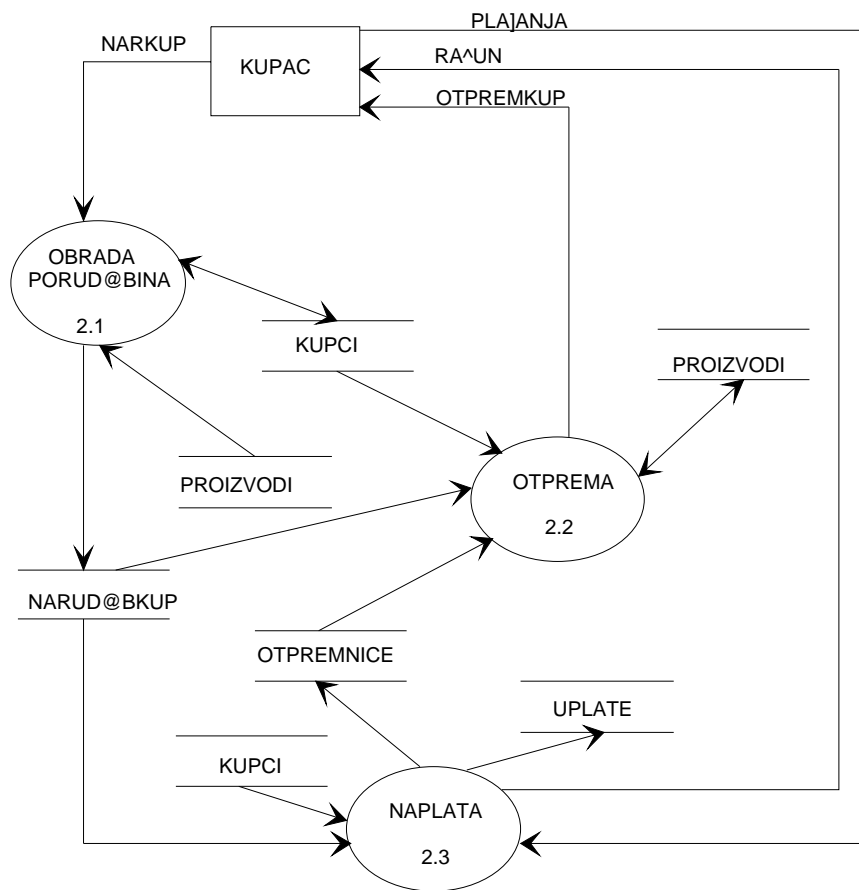 PLA]ANJA
NARKUP
RA^UN
KUPAC
OTPREMKUP
OBRADA
PORUD@BINA
2.1
KUPCI
PROIZVODI
PROIZVODI
OTPREMA
2.2
NARUD@BKUP
OTPREMNICE
UPLATE
KUPCI
NAPLATA
2.3